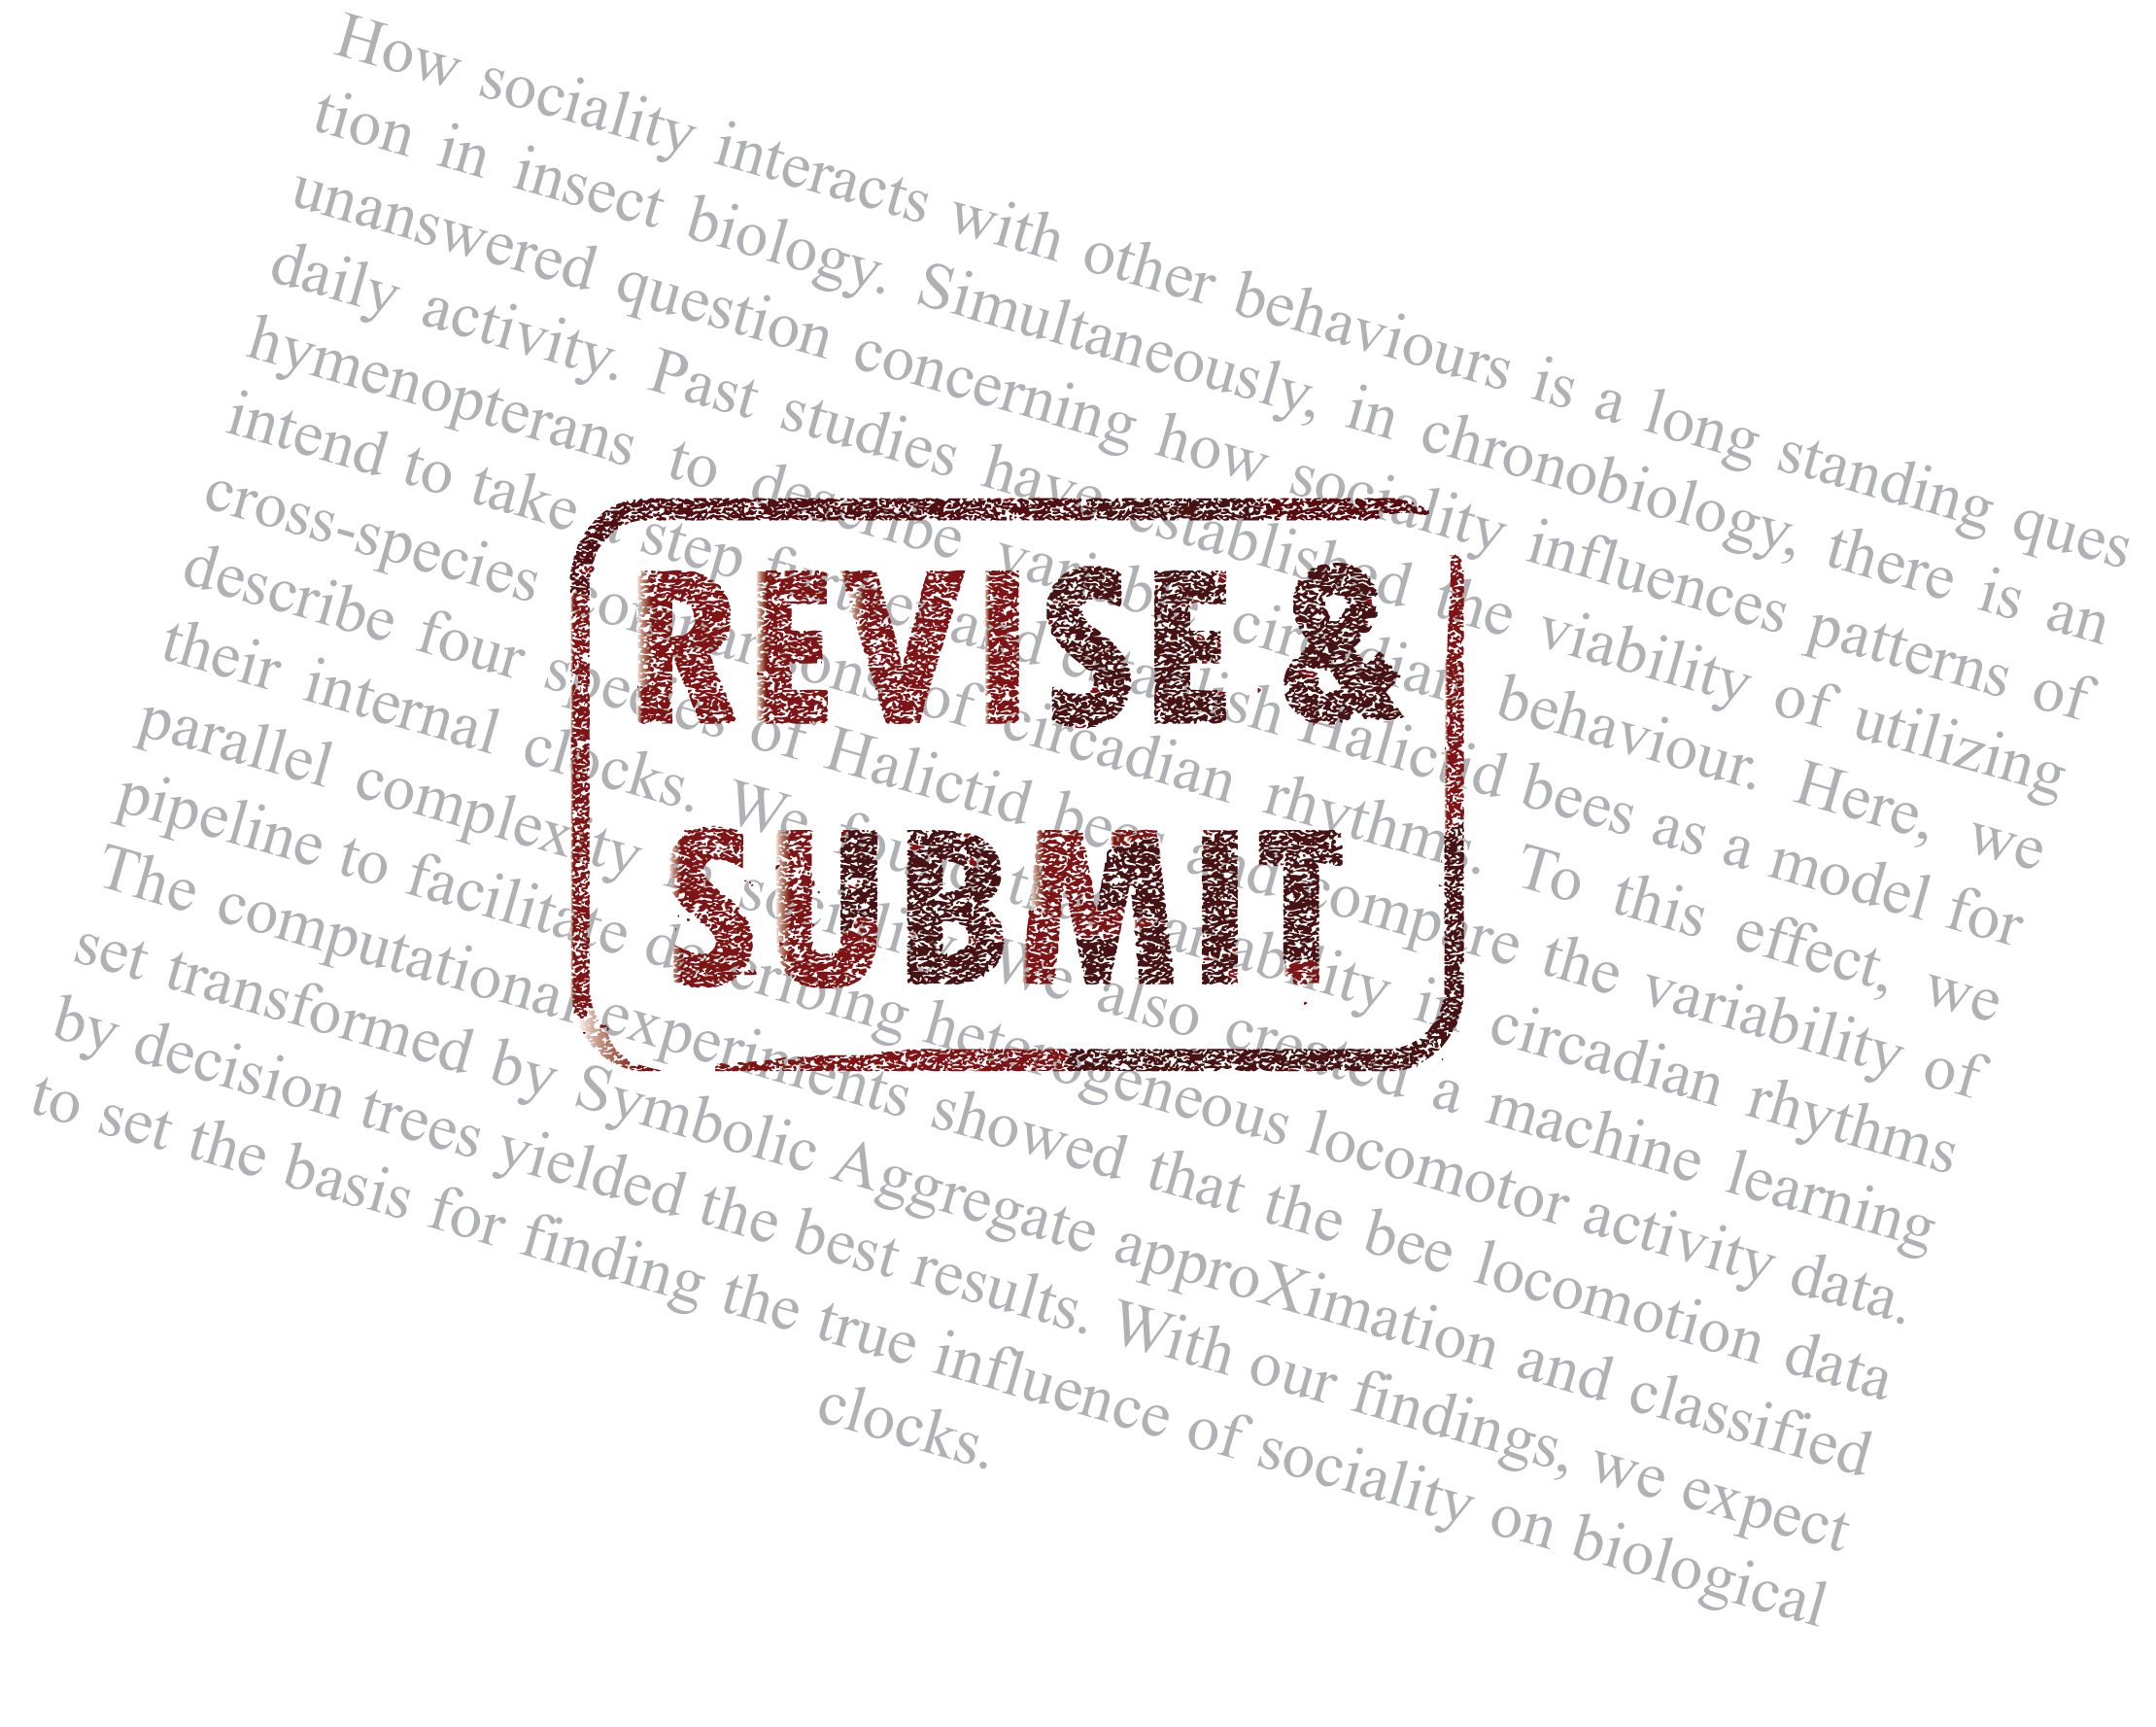 How sociality interacts with other behaviours is a long standing ques
tion in insect biology. Simultaneously, in chronobiology, there is an
unanswered question concerning how sociality influences patterns of
daily activity. Past studies have established the viability of utilizing
hymenopterans to describe variable circadian behaviour. Here, we
intend to take a step further and establish Halictid bees as a model for
cross-species comparisons of circadian rhythms. To this effect, we
describe four species of Halictid bees and compare the variability of
their internal clocks. We found that variability in circadian rhythms
parallel complexity in sociality. We also created a machine learning
pipeline to facilitate describing heterogeneous locomotor activity data.
The computational experiments showed that the bee locomotion data
set transformed by Symbolic Aggregate approXimation and classified
by decision trees yielded the best results. With our findings, we expect
to set the basis for finding the true influence of sociality on biological
clocks.
REVISE &
SUBMIT